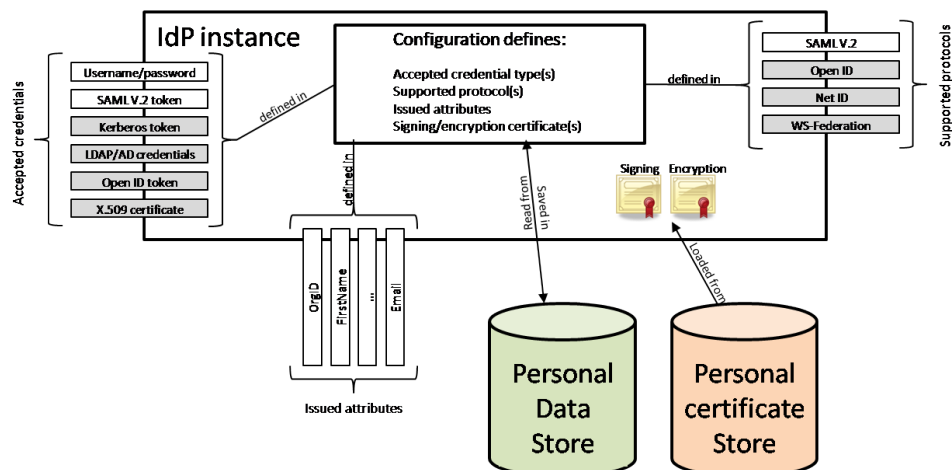 IdP instance
Configuration defines:
Accepted credential type(s)
Supported protocol(s)
Issued attributes
Signing/encryption certificate(s)
Accepted credentials
Username/password
SAML V.2 token
Kerberos token
LDAP/AD credentials
Open ID token
X.509 certificate
defined in
defined in
SAML V.2
Open ID
Net ID
WS-Federation
Supported protocols
defined in
OrgID
FirstName
...
Email
Issued attributes
Read from
Saved in
Signing
Encryption
Loaded from
Personal
Data
Store
Personal
certificate
Store